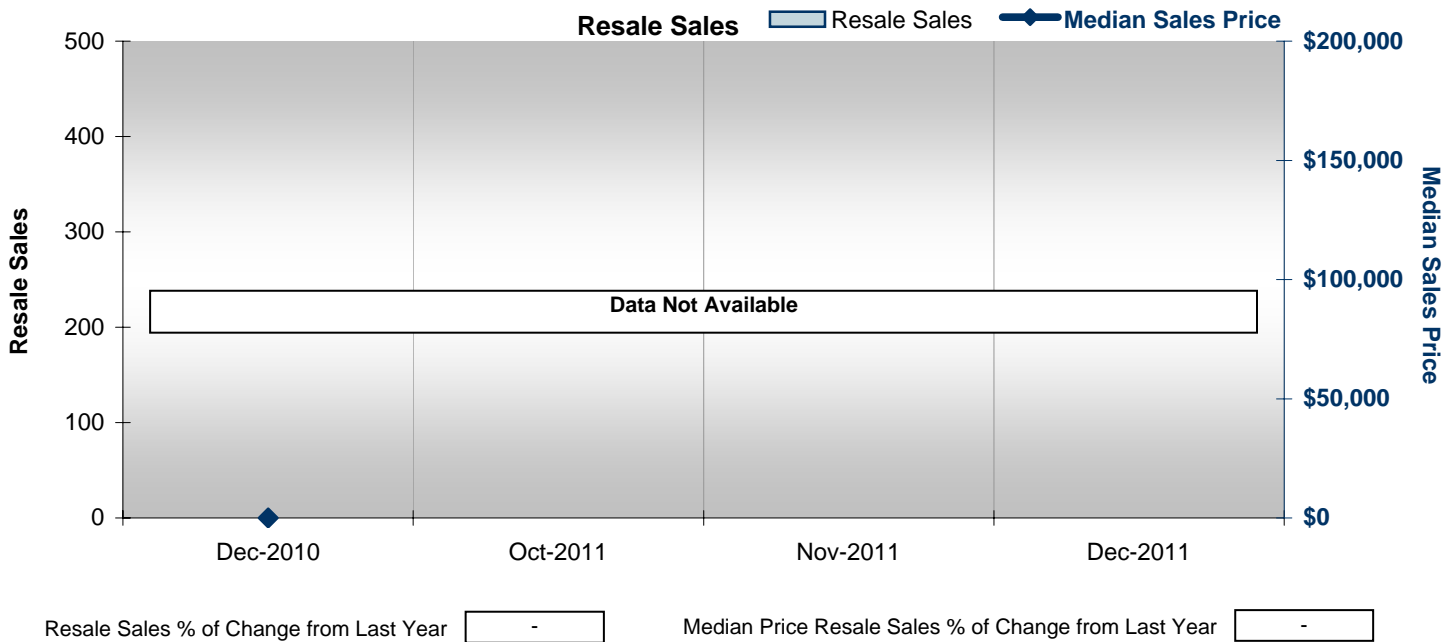 Resale Sales
Resale Sales
Median Sales Price
500
400
300
200
100
0
Resale Sales
$200,000
$150,000
$100,000
$50,000
$0
Median Sales Price
Data Not Available
Dec-2010
Oct-2011
Nov-2011
Dec-2011
Resale Sales % of Change from Last Year
-
Median Price Resale Sales % of Change from Last Year
-